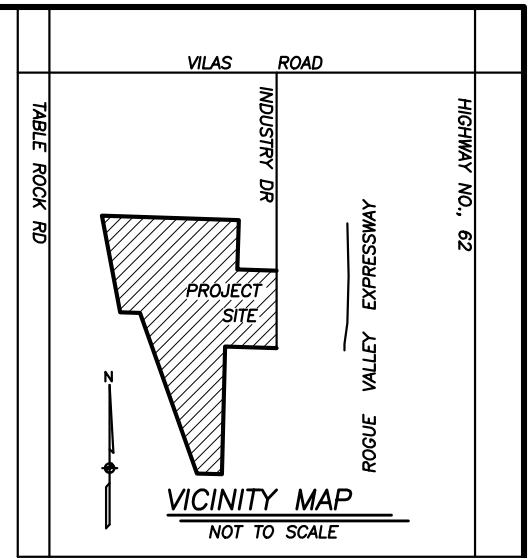 VILAS ROAD
TABLE ROCK RD
INDUSTRY DR
HIGHWAY NO., 62
ROGUE VALLEY EXPRESSWAY
PROJECT
SITE
N
VICINITY MAP
NOT TO SCALE